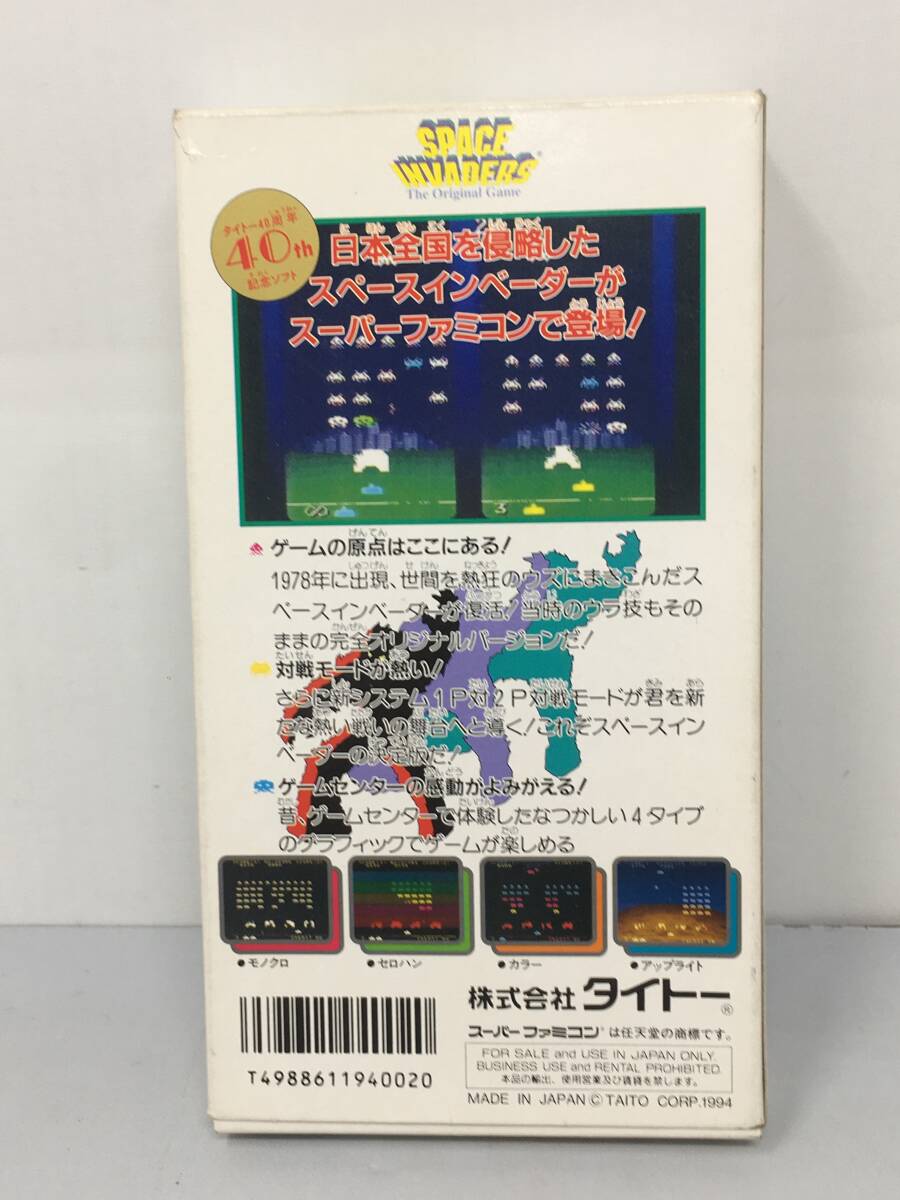 SPACE
INVADERS
The Original Game
タイトー40周年
40th
記念ソフト
日本全国を侵略した
スペースインベーダーが
スーパーファミコンで登場!
∞
3
ゲームの原点はここにある!
1978年に出現、世間を熱狂のウズにまきこんだス
ペースインベーダーが復活!当時のウラ技もその
ままの完全オリジナルバージョンだ!
対戦モードが熱い!
さらに新システム1P対2P対戦モードが君を新
たな熱い戦いの舞台へと導く!これぞスペースイン
ベーダーの決定版だ!
ゲームセンターの感動がよみがえる!
昔、ゲームセンターで体験したなつかしい4タイプ
のグラフィックでゲームが楽しめる
●モノクロ
●セロハン
●カラー
●アップライト
株式会社 タイトー®
スーパーファミコン®は任天堂の商標です。
FOR SALE and USE IN JAPAN ONLY.
BUSINESS USE and RENTAL PROHIBITED.
本品の輸出、使用営業及び賃貸を禁じます。
T4988611940020
MADE IN JAPAN © TAITO CORP.1994